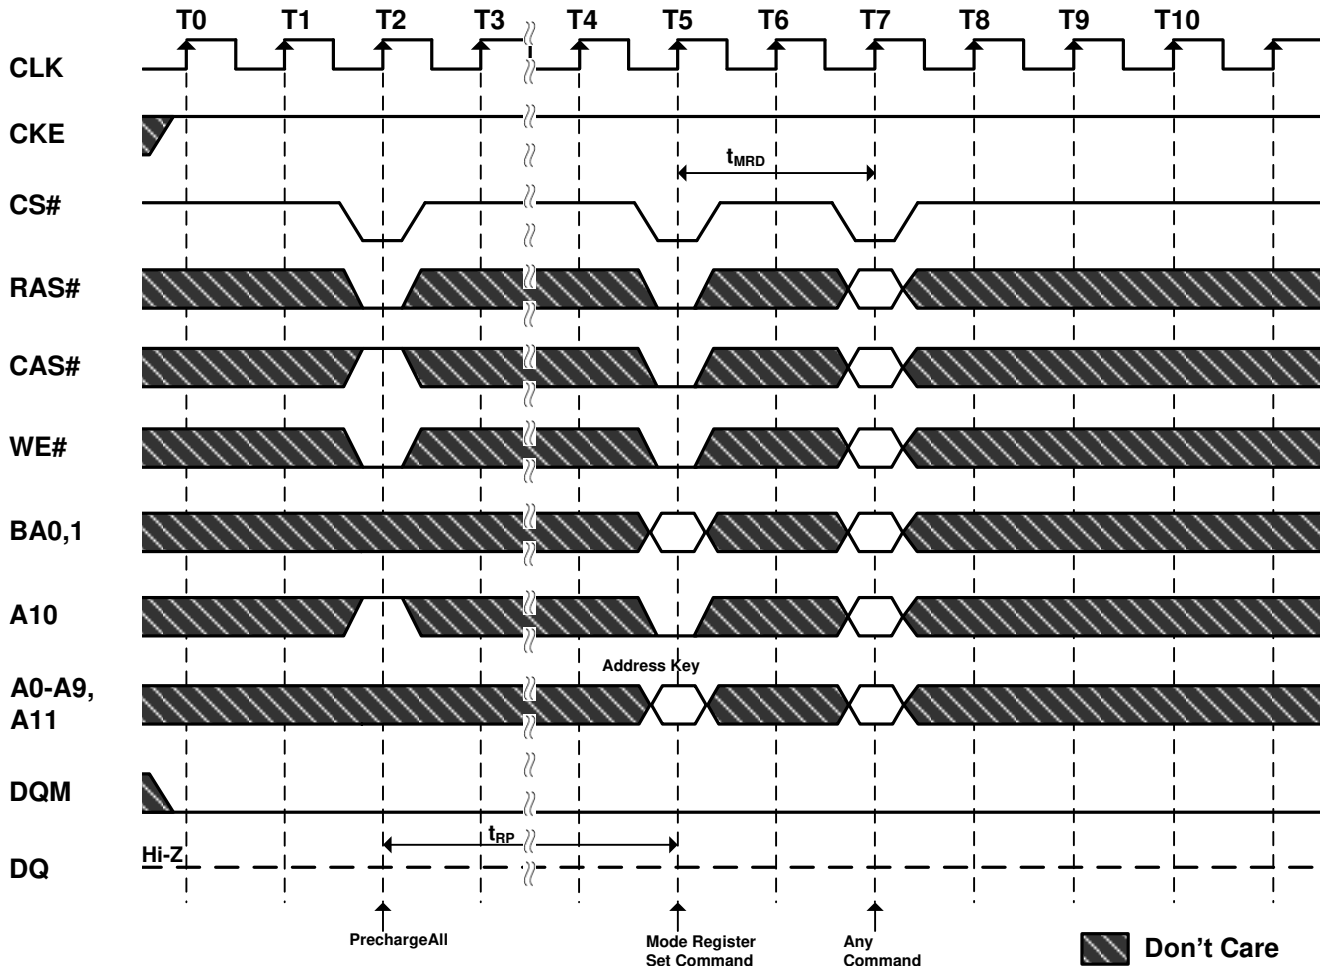 T0 T1 T2 T3 T4 T5 T6 T7 T8 T9 T10
CLK
CKE
tMRD
CS#
RAS#
CAS#
WE#
BA0,1
A10
Address Key
A0-A9,
A11
DQM
tRP
Hi-Z
DQ
PrechargeAll
Mode Register
Set Command
Any
Command
Don't Care